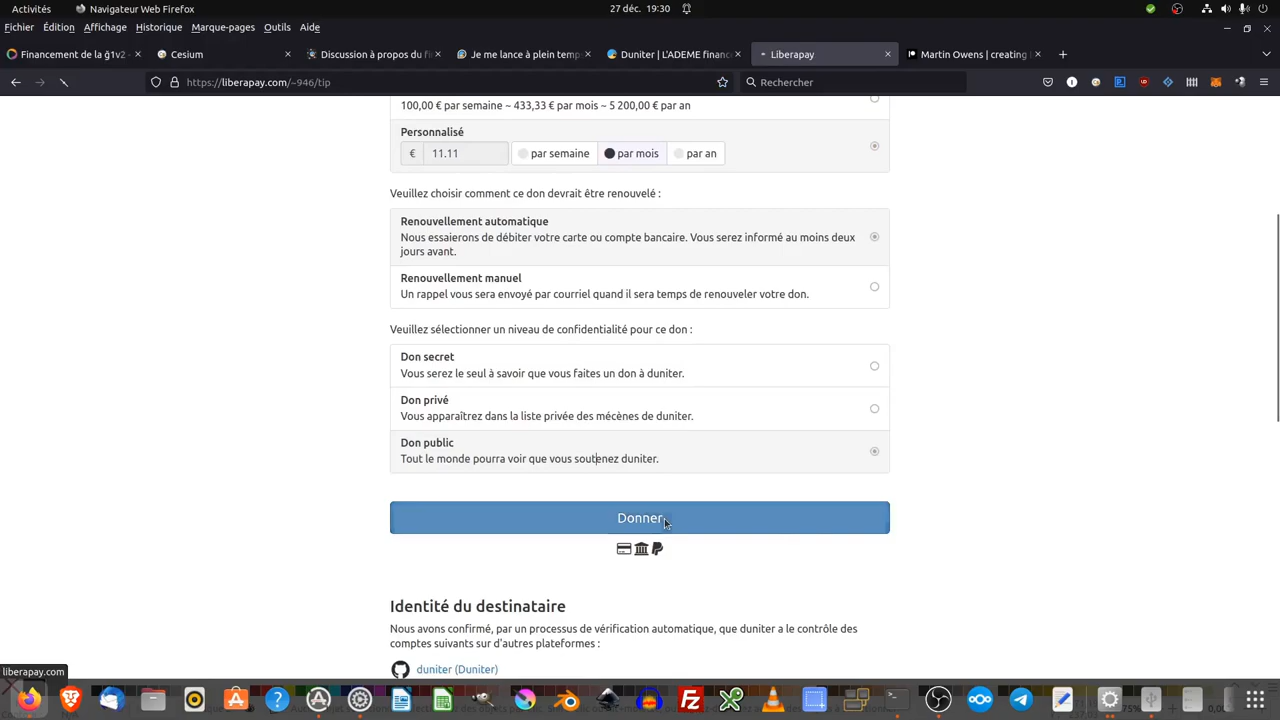 Activités
Navigateur Web Firefox
27 déc. 19:30
Fichier Édition Affichage Historique Marque-pages Outils Aide
Financement de la ğ1v2 -
Cesium
Discussion à propos du fi
Je me lance à plein temp
Duniter | L'ADEME finan
Liberapay
Martin Owens | creating
https://liberapay.com/~946/tip
Rechercher
100,00 € par semaine ~ 433,33 € par mois ~ 5 200,00 € par an
Personnalisé
€ 11.11 par semaine par mois par an
Veuillez choisir comment ce don devrait être renouvelé :
Renouvellement automatique
Nous essaierons de débiter votre carte ou compte bancaire. Vous serez informé au moins deux
jours avant.
Renouvellement manuel
Un rappel vous sera envoyé par courriel quand il sera temps de renouveler votre don.
Veuillez sélectionner un niveau de confidentialité pour ce don :
Don secret
Vous serez le seul à savoir que vous faites un don à duniter.
Don privé
Vous apparaîtrez dans la liste privée des mécènes de duniter.
Don public
Tout le monde pourra voir que vous soutenez duniter.
Donner
Identité du destinataire
Nous avons confirmé, par un processus de vérification automatique, que duniter a le contrôle des
comptes suivants sur d'autres plateformes :
duniter (Duniter)
liberapay.com